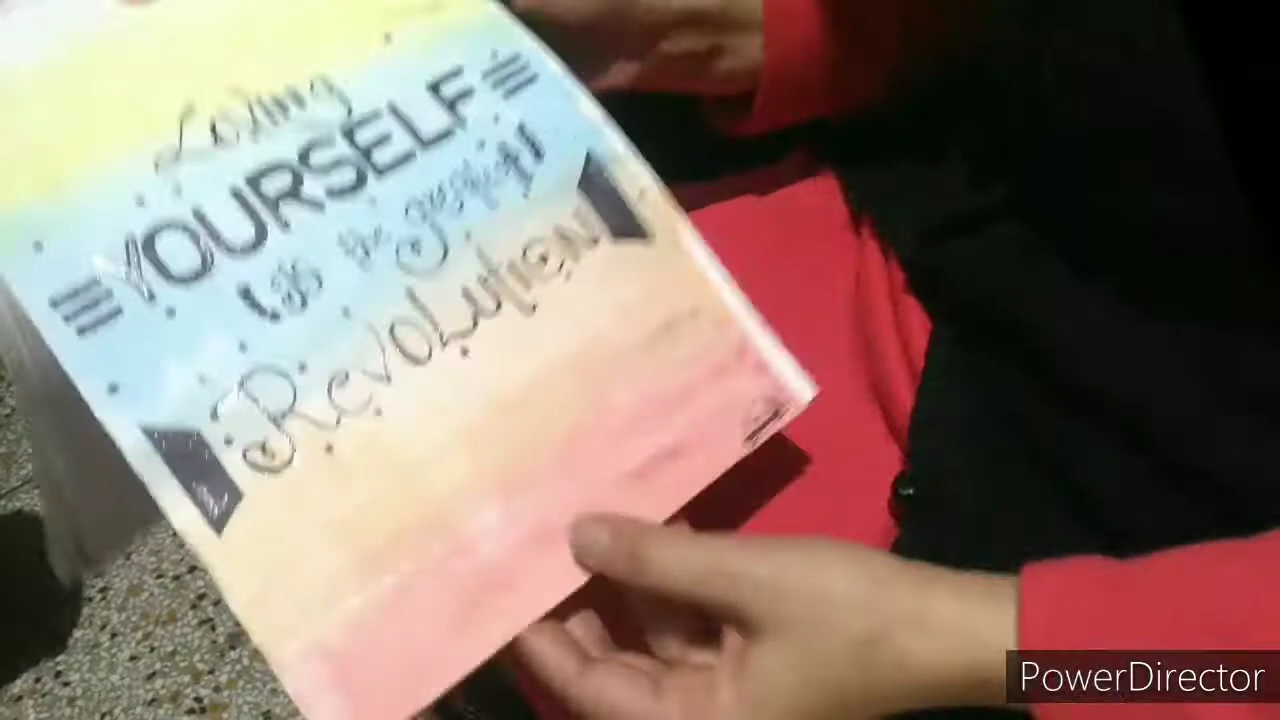 Loving
YOURSELF
is the greatest
Revolution
PowerDirector